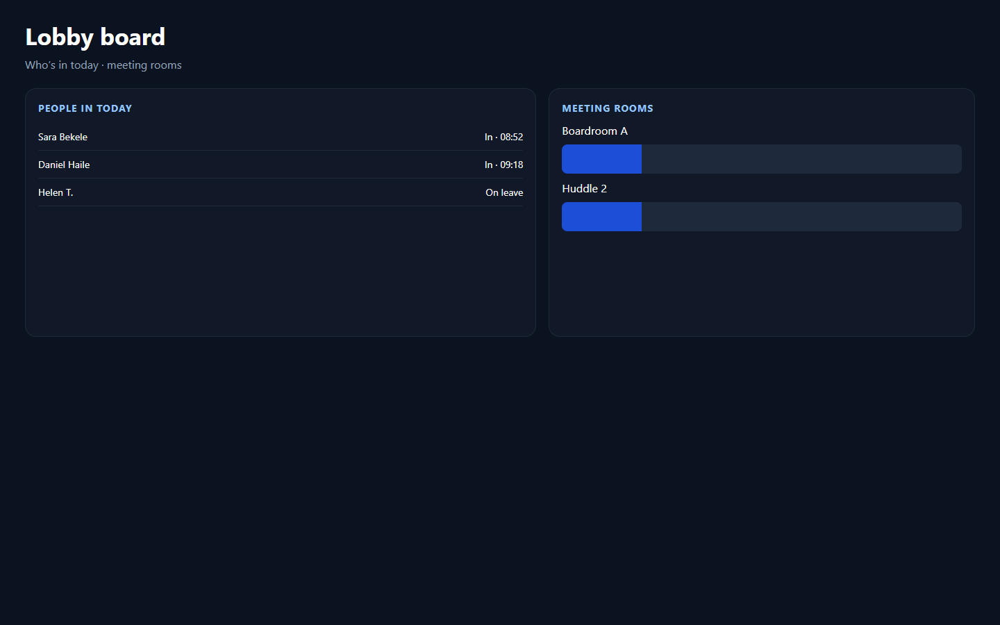 Lobby board
Who's in today · meeting rooms
PEOPLE IN TODAY
Sara Bekele In · 08:52
Daniel Haile In · 09:18
Helen T. On leave
MEETING ROOMS
Boardroom A
Huddle 2